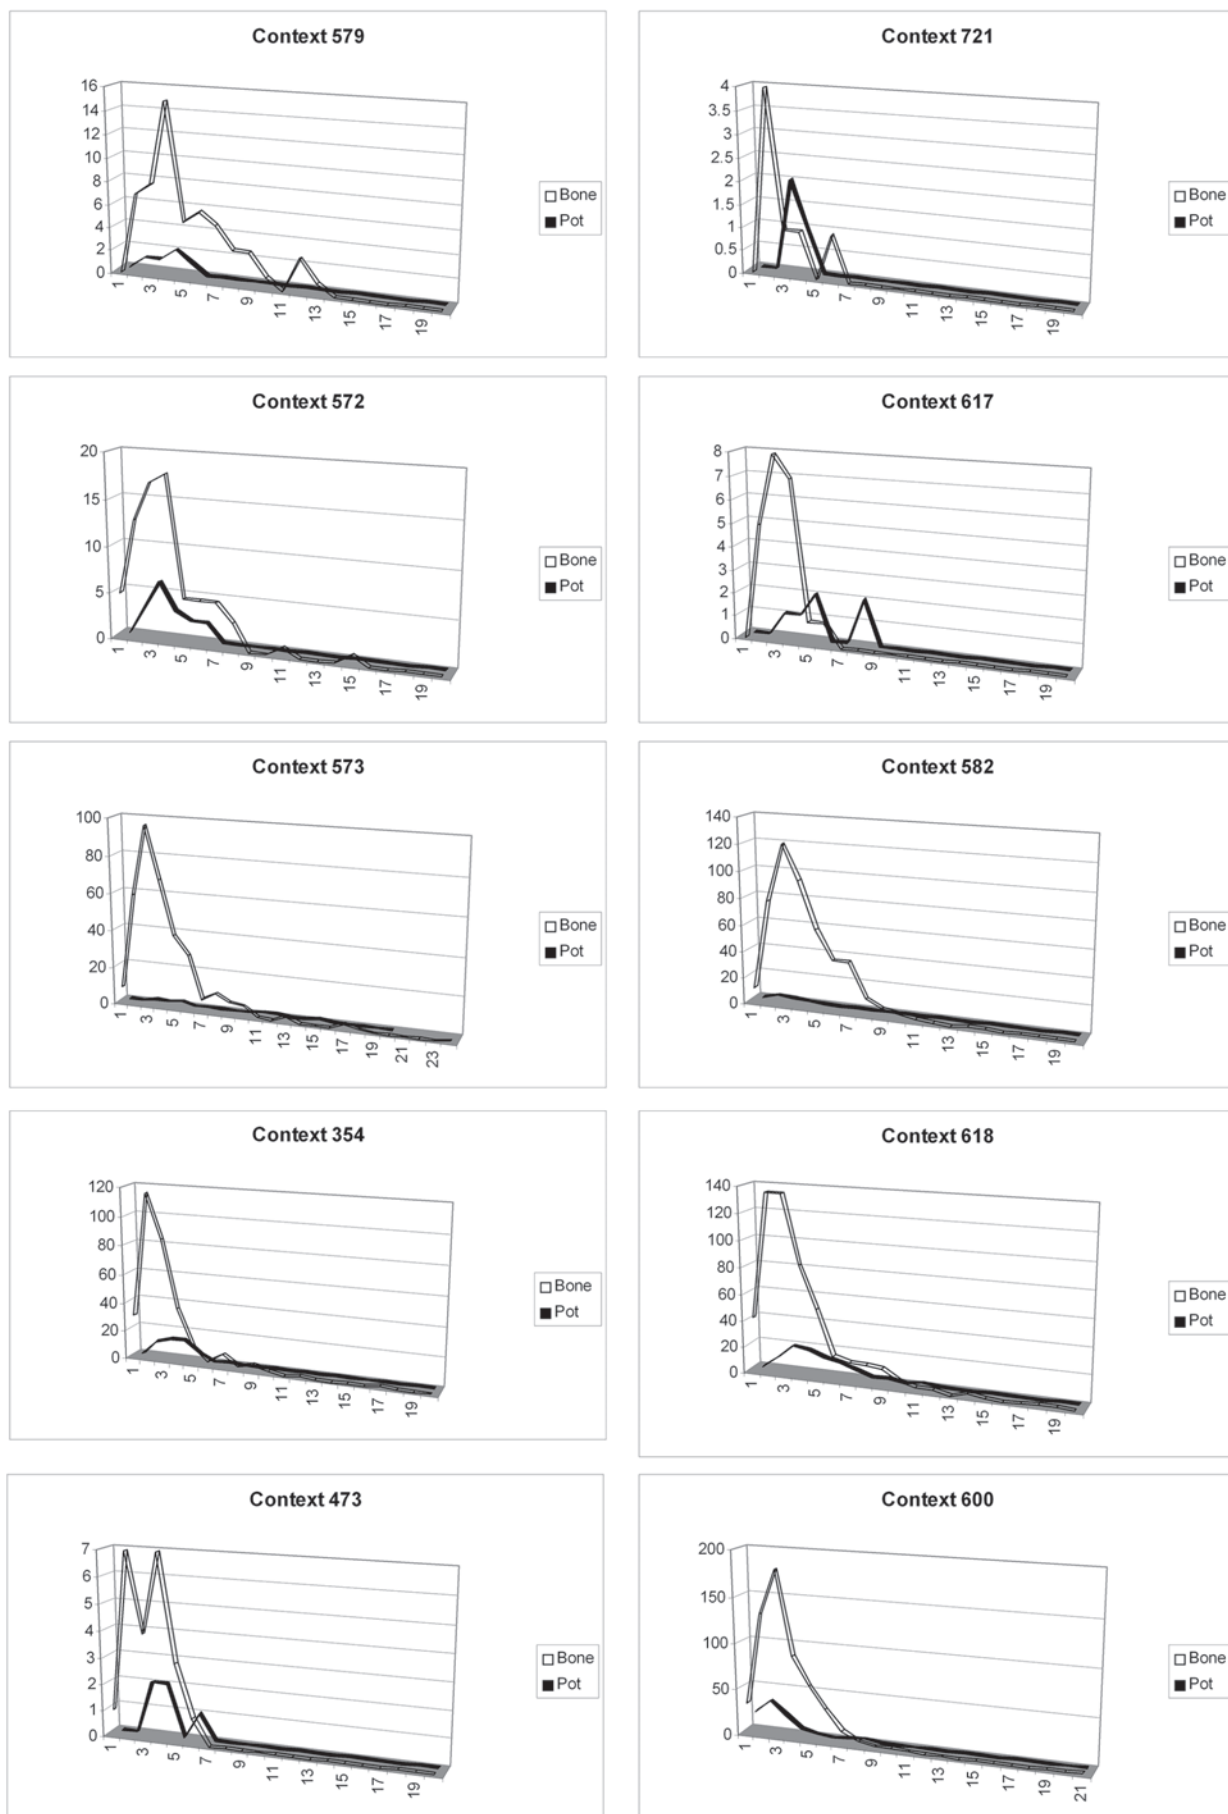 Context 579
16
14
12
10
8
6
4
2
0
1 3 5 7 9 11 13 15 17 19
Bone
Pot
Context 721
4
3.5
3
2.5
2
1.5
1
0.5
0
1 3 5 7 9 11 13 15 17 19
Bone
Pot
Context 572
20
15
10
5
0
1 3 5 7 9 11 13 15 17 19
Bone
Pot
Context 617
8
7
6
5
4
3
2
1
0
1 3 5 7 9 11 13 15 17 19
Bone
Pot
Context 573
100
80
60
40
20
0
1 3 5 7 9 11 13 15 17 19 21 23
Bone
Pot
Context 582
140
120
100
80
60
40
20
0
1 3 5 7 9 11 13 15 17 19
Bone
Pot
Context 354
120
100
80
60
40
20
0
1 3 5 7 9 11 13 15 17 19
Bone
Pot
Context 618
140
120
100
80
60
40
20
0
1 3 5 7 9 11 13 15 17 19
Bone
Pot
Context 473
7
6
5
4
3
2
1
0
1 3 5 7 9 11 13 15 17 19
Bone
Pot
Context 600
200
150
100
50
0
1 3 5 7 9 11 13 15 17 19 21
Bone
Pot